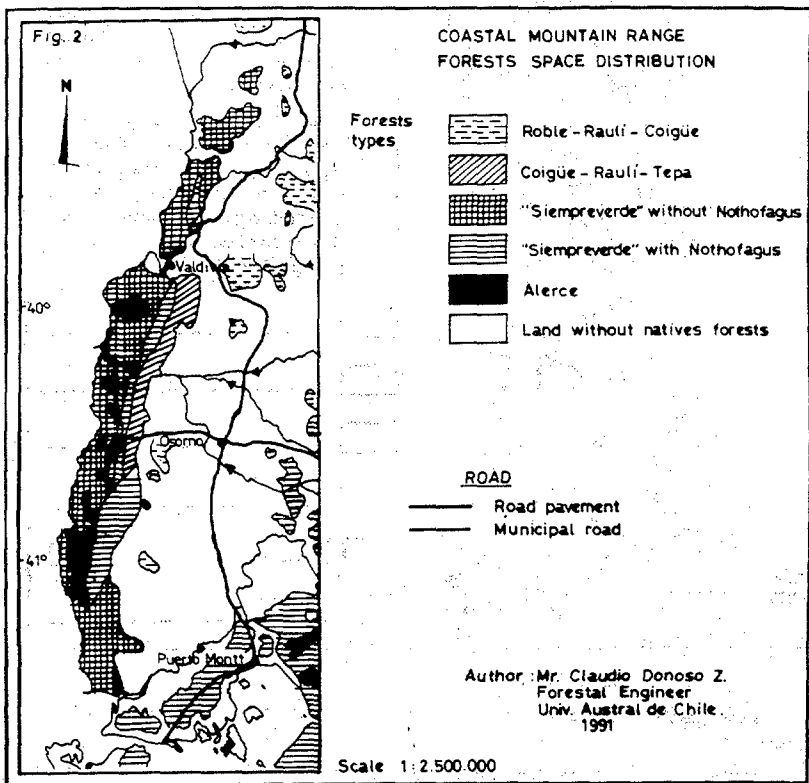 Fig. 2
N
COASTAL MOUNTAIN RANGE
FORESTS SPACE DISTRIBUTION
Forests
types
Roble-Raulí-Coigüe
Coigüe-Raulí-Tepa
"Siempreverde" without Nothofagus
"Siempreverde" with Nothofagus
Alerce
Land without natives forests
Valdivia
40°
Osorno
41°
Puerto Montt
ROAD
Road pavement
Municipal road
Author : Mr. Claudio Donoso Z.
Forestal Engineer
Univ. Austral de Chile
1991
Scale 1:2.500.000